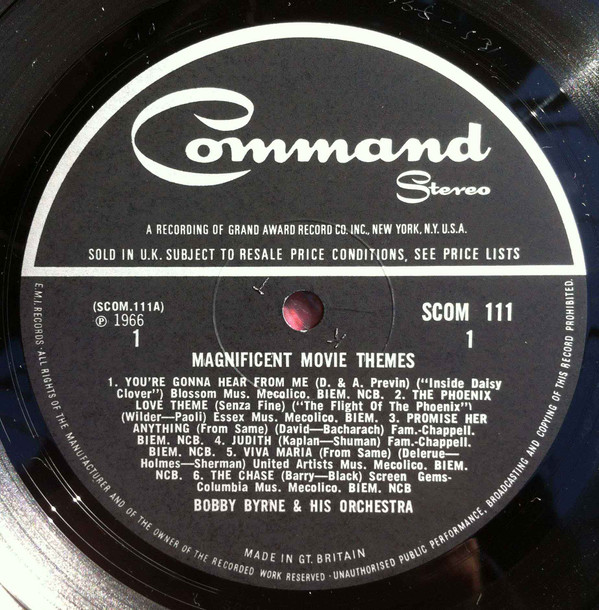 Command
Stereo
A RECORDING OF GRAND AWARD RECORD CO. INC., NEW YORK, N.Y. U.S.A.
SOLD IN U.K. SUBJECT TO RESALE PRICE CONDITIONS, SEE PRICE LISTS
(SCOM.111A)
Ⓟ 1966
1
SCOM 111
1
MAGNIFICENT MOVIE THEMES
1. YOU'RE GONNA HEAR FROM ME (D. & A. Previn) ("Inside Daisy
Clover") Blossom Mus. Mecolico. BIEM. NCB. 2. THE PHOENIX
LOVE THEME (Senza Fine) ("The Flight Of The Phoenix")
(Wilder—Paoli) Essex Mus. Mecolico. BIEM. 3. PROMISE HER
ANYTHING (From Same) (David—Bacharach) Fam.-Chappell.
BIEM. NCB. 4. JUDITH (Kaplan—Shuman) Fam.-Chappell.
BIEM. NCB. 5. VIVA MARIA (From Same) (Delerue—
Holmes—Sherman) United Artists Mus. Mecolico. BIEM.
NCB. 6. THE CHASE (Barry—Black) Screen Gems-
Columbia Mus. Mecolico. BIEM. NCB
BOBBY BYRNE & HIS ORCHESTRA
MADE IN GT. BRITAIN
E.M.I. RECORDS · ALL RIGHTS OF THE MANUFACTURER AND OF THE OWNER OF THE RECORDED WORK RESERVED · UNAUTHORISED PUBLIC PERFORMANCE, BROADCASTING AND COPYING OF THIS RECORD PROHIBITED.